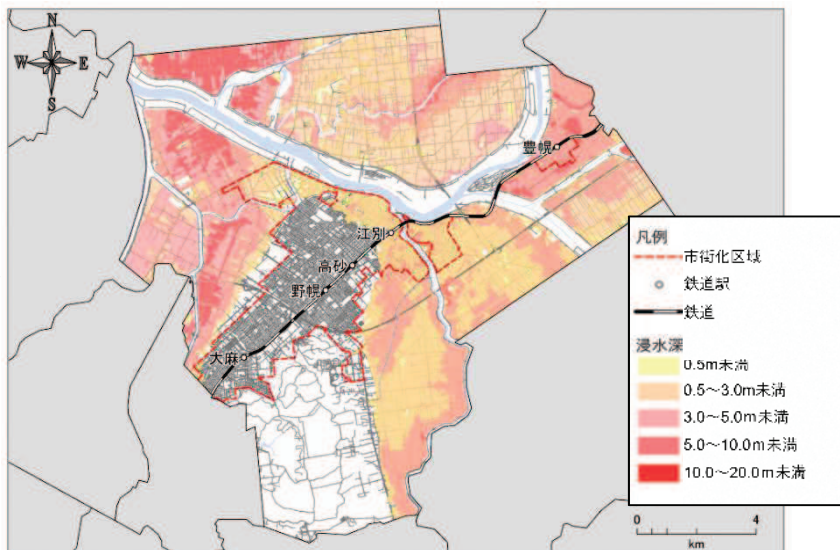 N
W E
S
豊幌
江別
高砂
野幌
大麻
凡例
市街化区域
鉄道駅
鉄道
浸水深
0.5m未満
0.5～3.0m未満
3.0～5.0m未満
5.0～10.0m未満
10.0～20.0m未満
0 4
km